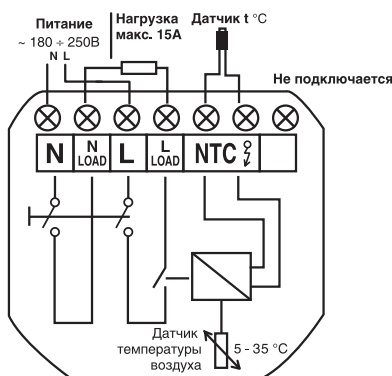 Питание
~ 180 ÷ 250В
N L
Нагрузка
макс. 15А
Датчик t °C
Не подключается
N
N
LOAD
L
L
LOAD
NTC
Датчик
температуры
воздуха
5 - 35 °C